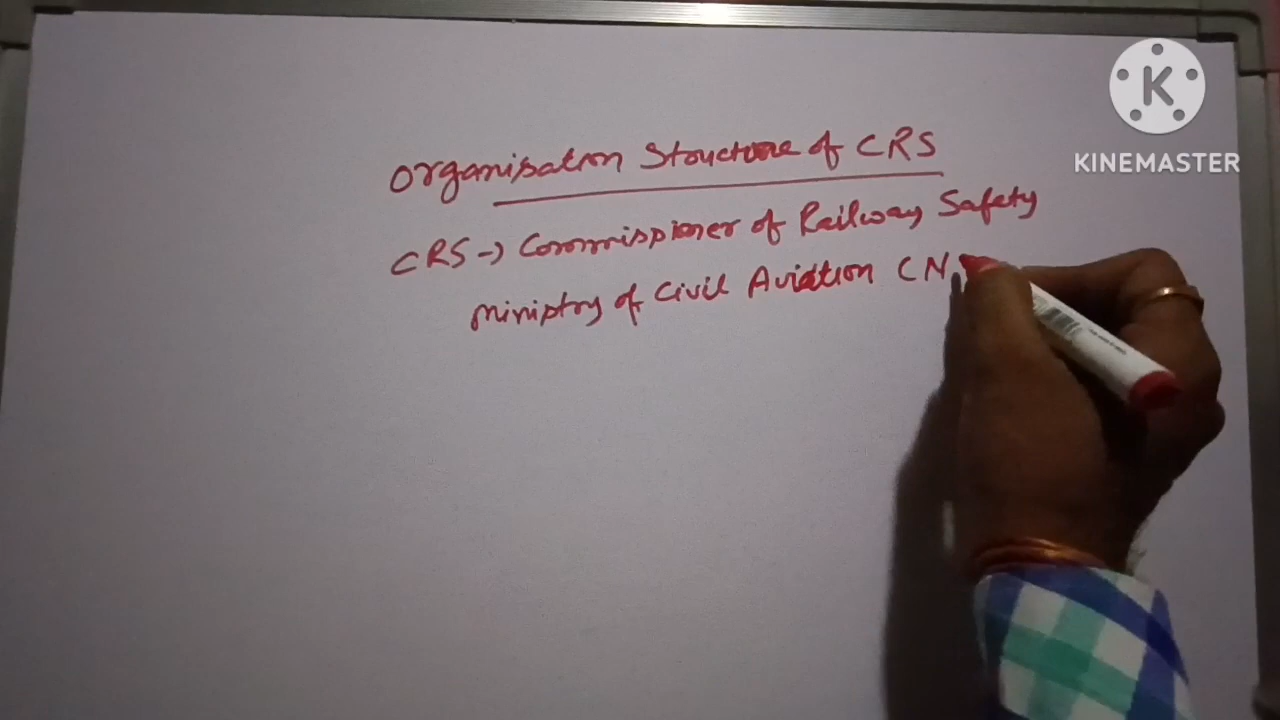 Organisation Structure of CRS
CRS → Commissioner of Railway Safety
Ministry of Civil Aviation (N
KINEMASTER